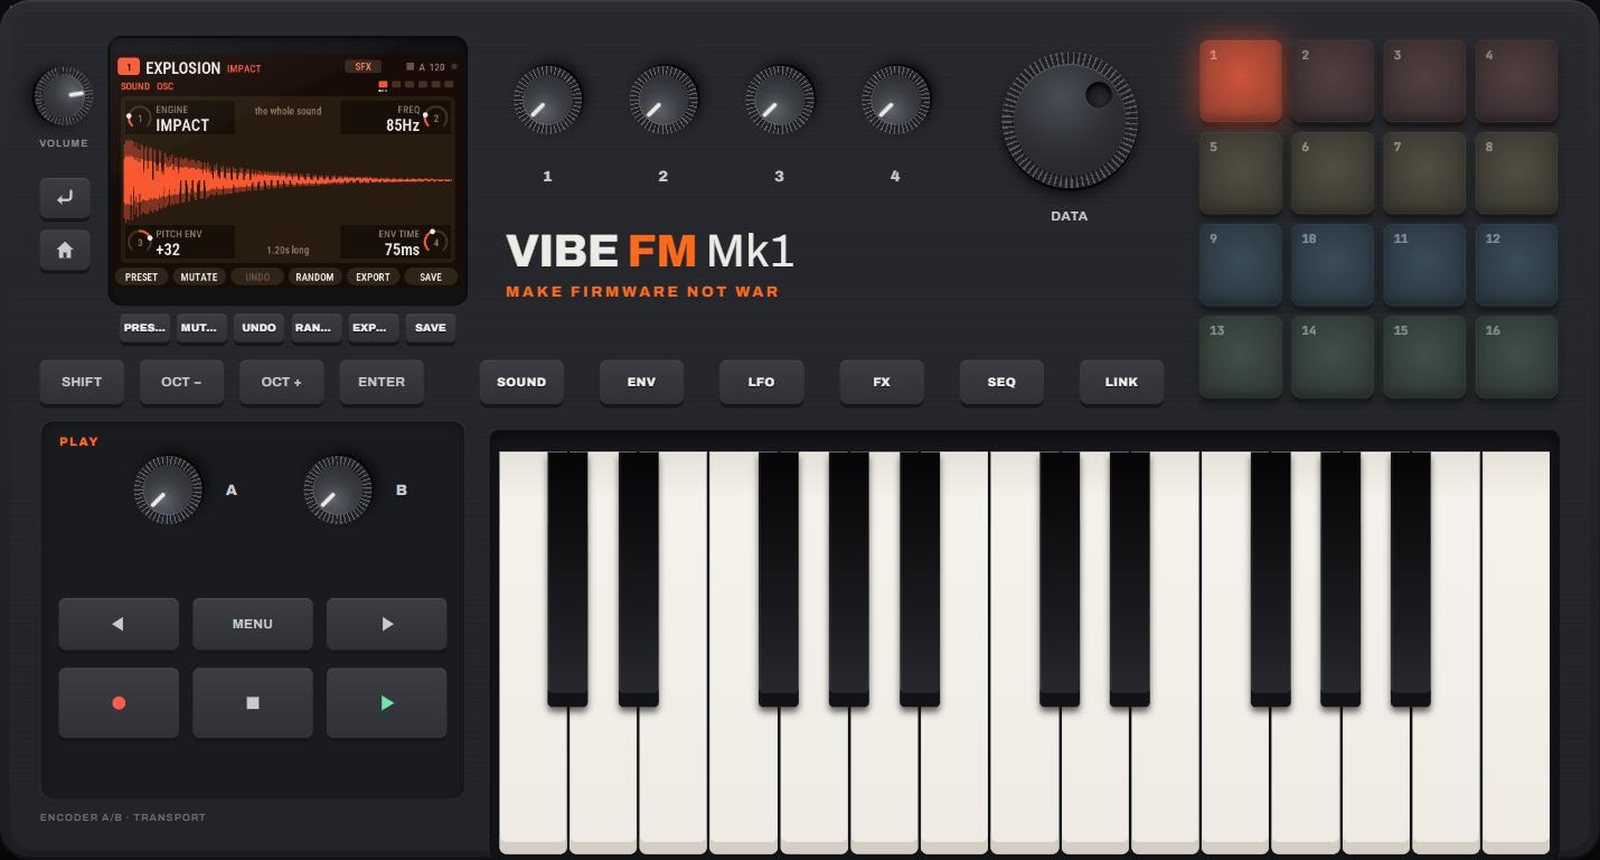 1 EXPLOSION IMPACT SFX A 120
SOUND OSC
ENGINE
1 IMPACT
the whole sound
FREQ
85Hz 2
PITCH ENV
3 +32
1.20s long
ENV TIME
75ms 4
PRESET MUTATE UNDO RANDOM EXPORT SAVE
VOLUME
PRES... MUT... UNDO RAN... EXP... SAVE
1 2 3 4
DATA
VIBE FM Mk1
MAKE FIRMWARE NOT WAR
1 2 3 4
5 6 7 8
9 10 11 12
13 14 15 16
SHIFT OCT – OCT + ENTER SOUND ENV LFO FX SEQ LINK
PLAY
A B
MENU
ENCODER A/B · TRANSPORT